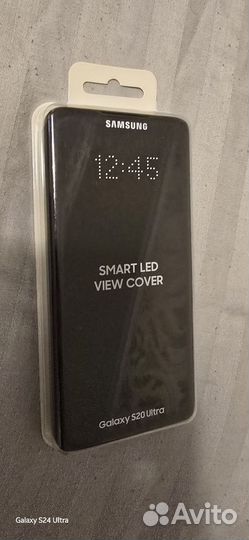 SAMSUNG
12:45
SMART LED
VIEW COVER
Galaxy S20 Ultra
Galaxy S24 Ultra
Avito